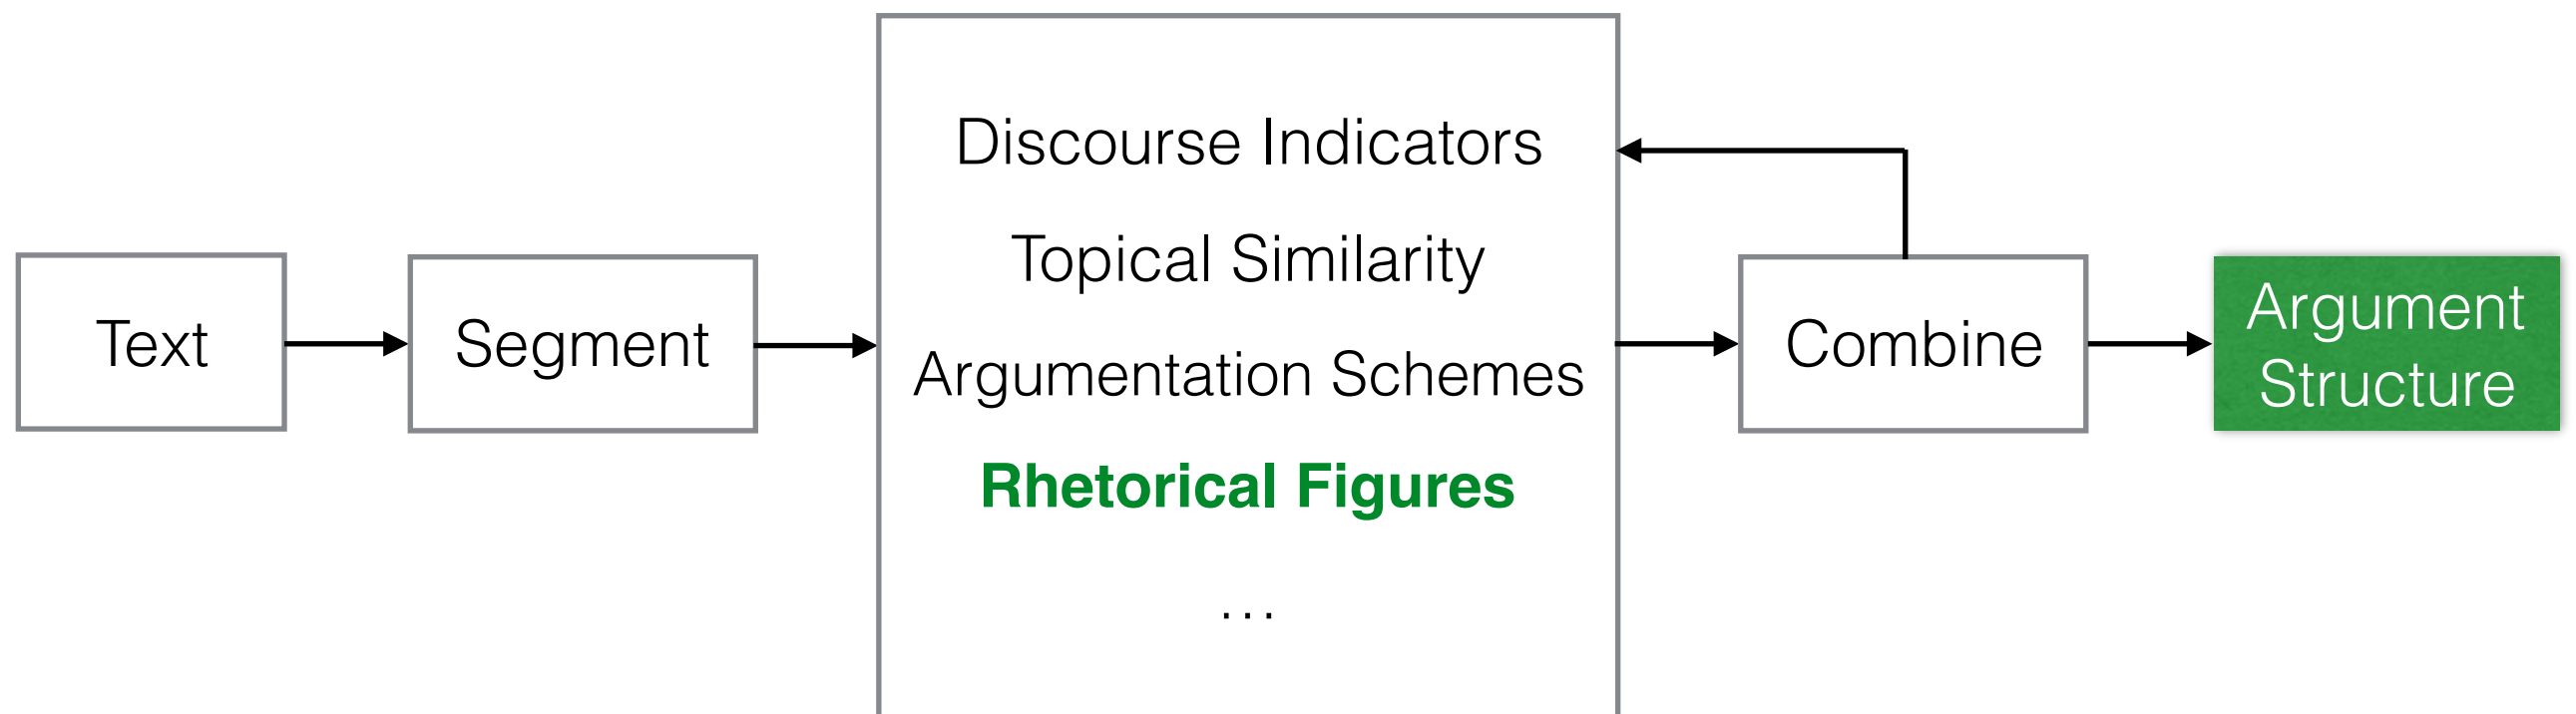 Text
Segment
Discourse Indicators
Topical Similarity
Argumentation Schemes
Rhetorical Figures
...
Combine
Argument
Structure